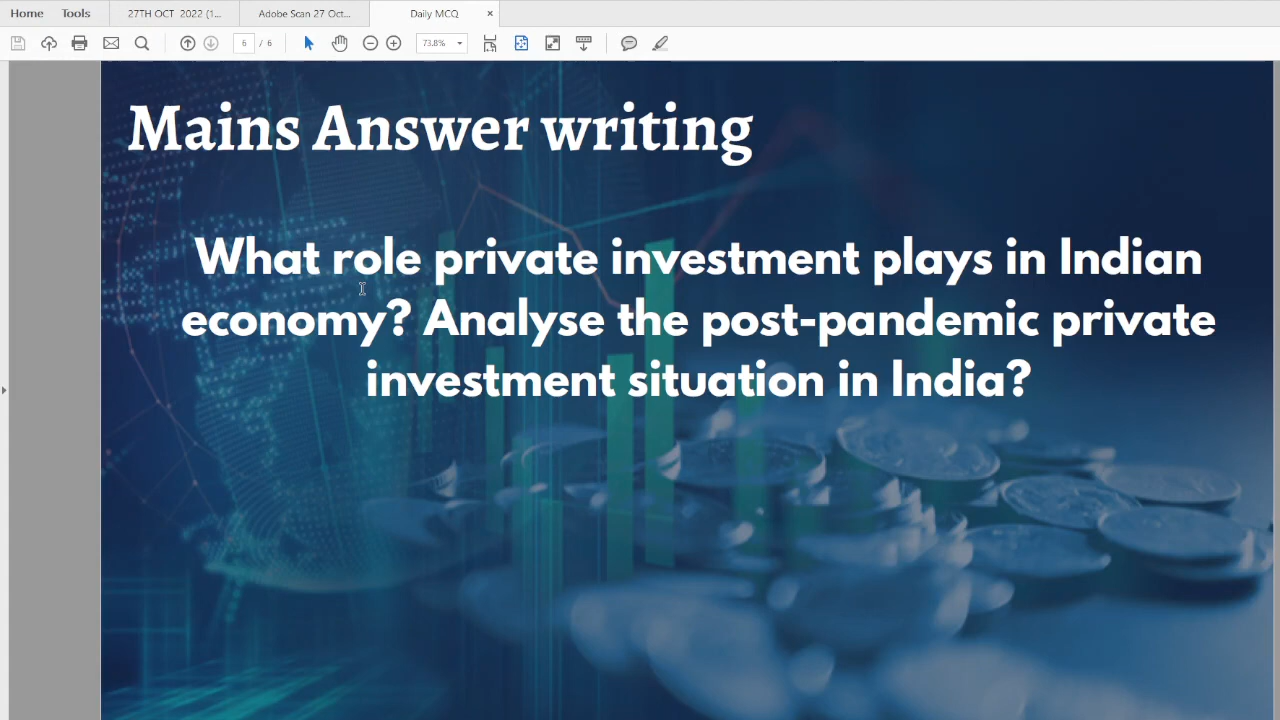 Home Tools 27TH OCT 2022 (1... Adobe Scan 27 Oct... Daily MCQ ×
6 / 6 73.8%
Mains Answer writing
What role private investment plays in Indian
economy? Analyse the post-pandemic private
investment situation in India?